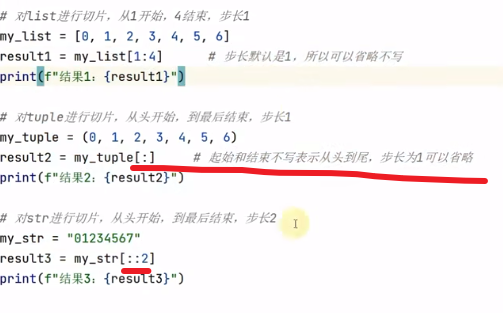 # 对list进行切片，从1开始，4结束，步长1
my_list = [0, 1, 2, 3, 4, 5, 6]
result1 = my_list[1:4]      # 步长默认是1，所以可以省略不写
print(f"结果1：{result1}")
# 对tuple进行切片，从头开始，到最后结束，步长1
my_tuple = (0, 1, 2, 3, 4, 5, 6)
result2 = my_tuple[:]      # 起始和结束不写表示从头到尾，步长为1可以省略
print(f"结果2：{result2}")
# 对str进行切片，从头开始，到最后结束，步长2
my_str = "01234567"
result3 = my_str[::2]
print(f"结果3：{result3}")